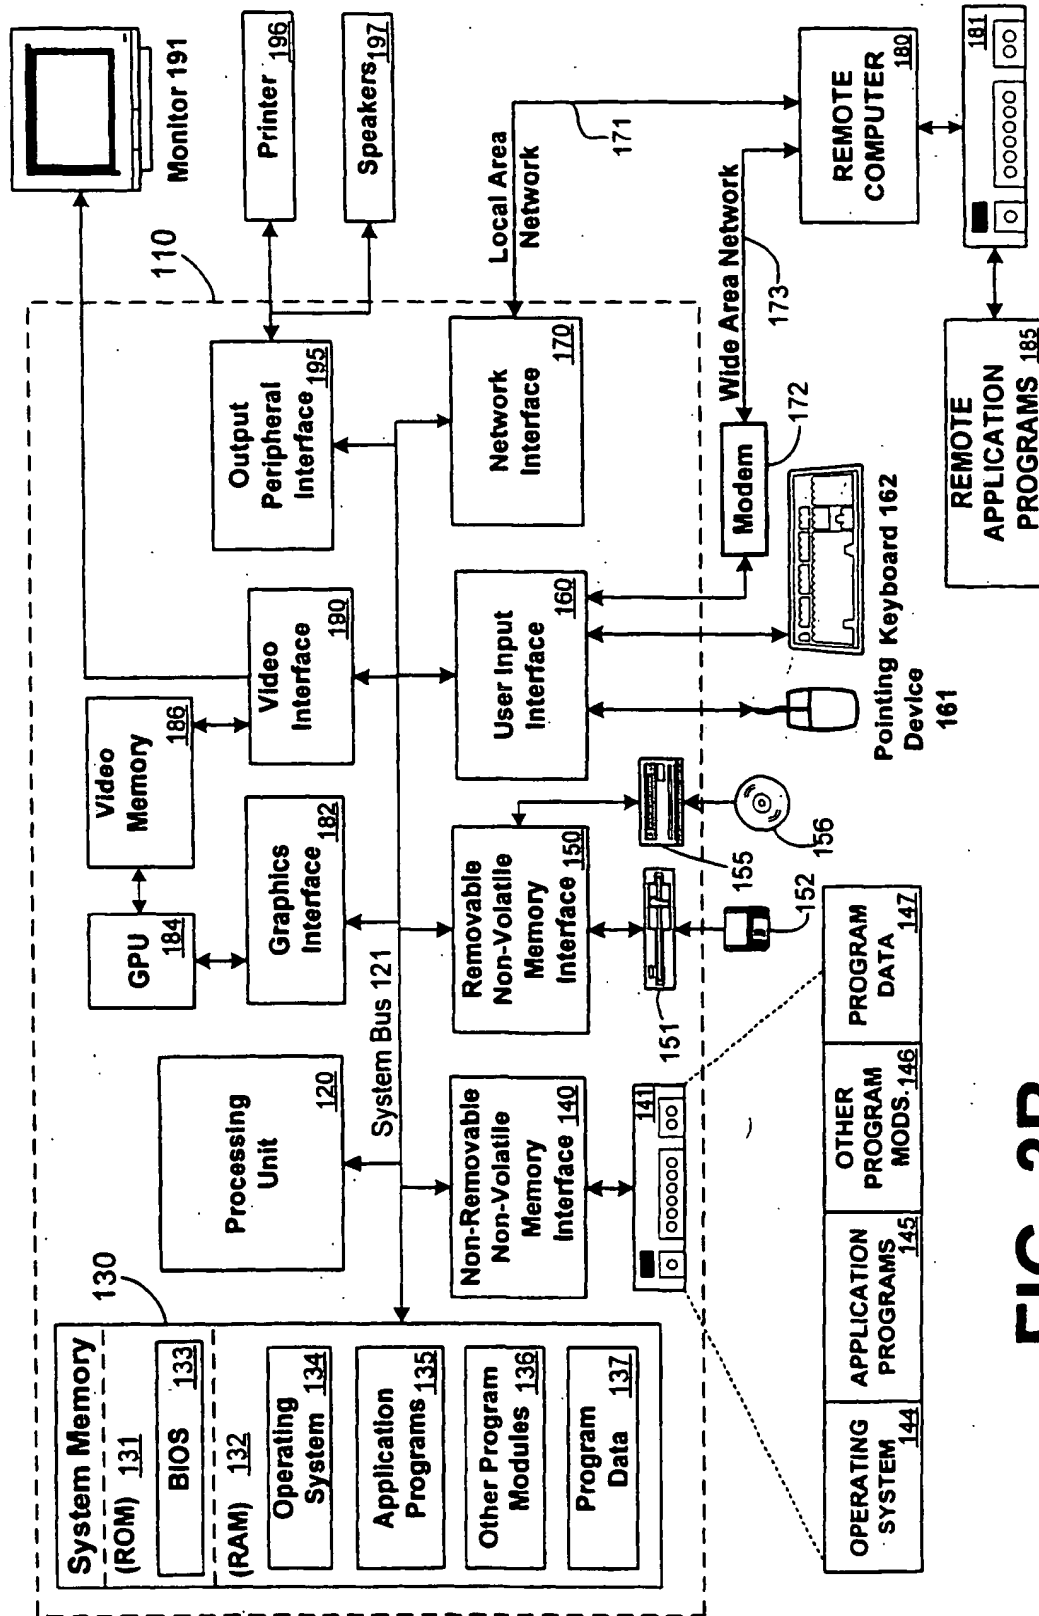 System Memory
(ROM) 131
BIOS 133
(RAM) 132
Operating
System 134
Application
Programs 135
Other Program
Modules 136
Program
Data 137
130
Processing
Unit
120
System Bus 121
GPU
184
Video
Memory
186
Graphics
Interface
182
Video
Interface
190
Output
Peripheral
Interface
195
110
Monitor 191
Printer 196
Speakers 197
Non-Removable
Non-Volatile
Memory
Interface 140
Removable
Non-Volatile
Memory
Interface 150
User Input
Interface 160
Network
Interface
170
Local Area
Network
171
Wide Area Network
173
Modem
172
141
151
152
155
156
Pointing
Device
161
Keyboard 162
REMOTE
COMPUTER
180
181
REMOTE
APPLICATION
PROGRAMS 185
OPERATING
SYSTEM 144
APPLICATION
PROGRAMS 145
OTHER
PROGRAM
MODS. 146
PROGRAM
DATA 147